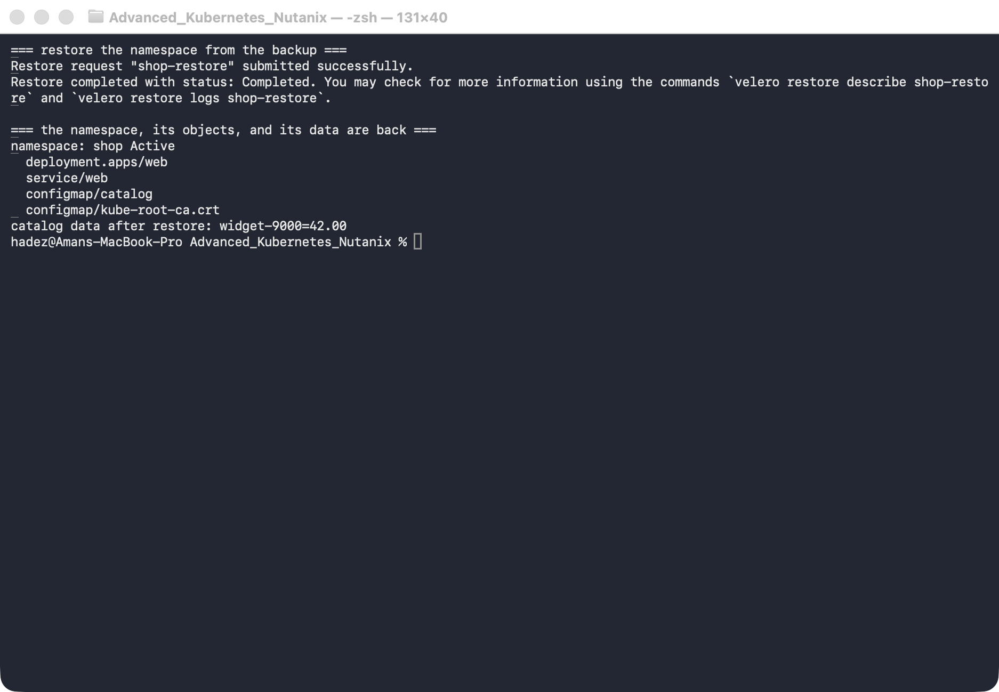 Advanced_Kubernetes_Nutanix — -zsh — 131×40
=== restore the namespace from the backup ===
Restore request "shop-restore" submitted successfully.
Restore completed with status: Completed. You may check for more information using the commands `velero restore describe shop-resto
re` and `velero restore logs shop-restore`.
=== the namespace, its objects, and its data are back ===
namespace: shop Active
  deployment.apps/web
  service/web
  configmap/catalog
  configmap/kube-root-ca.crt
catalog data after restore: widget-9000=42.00
hadez@Amans-MacBook-Pro Advanced_Kubernetes_Nutanix %